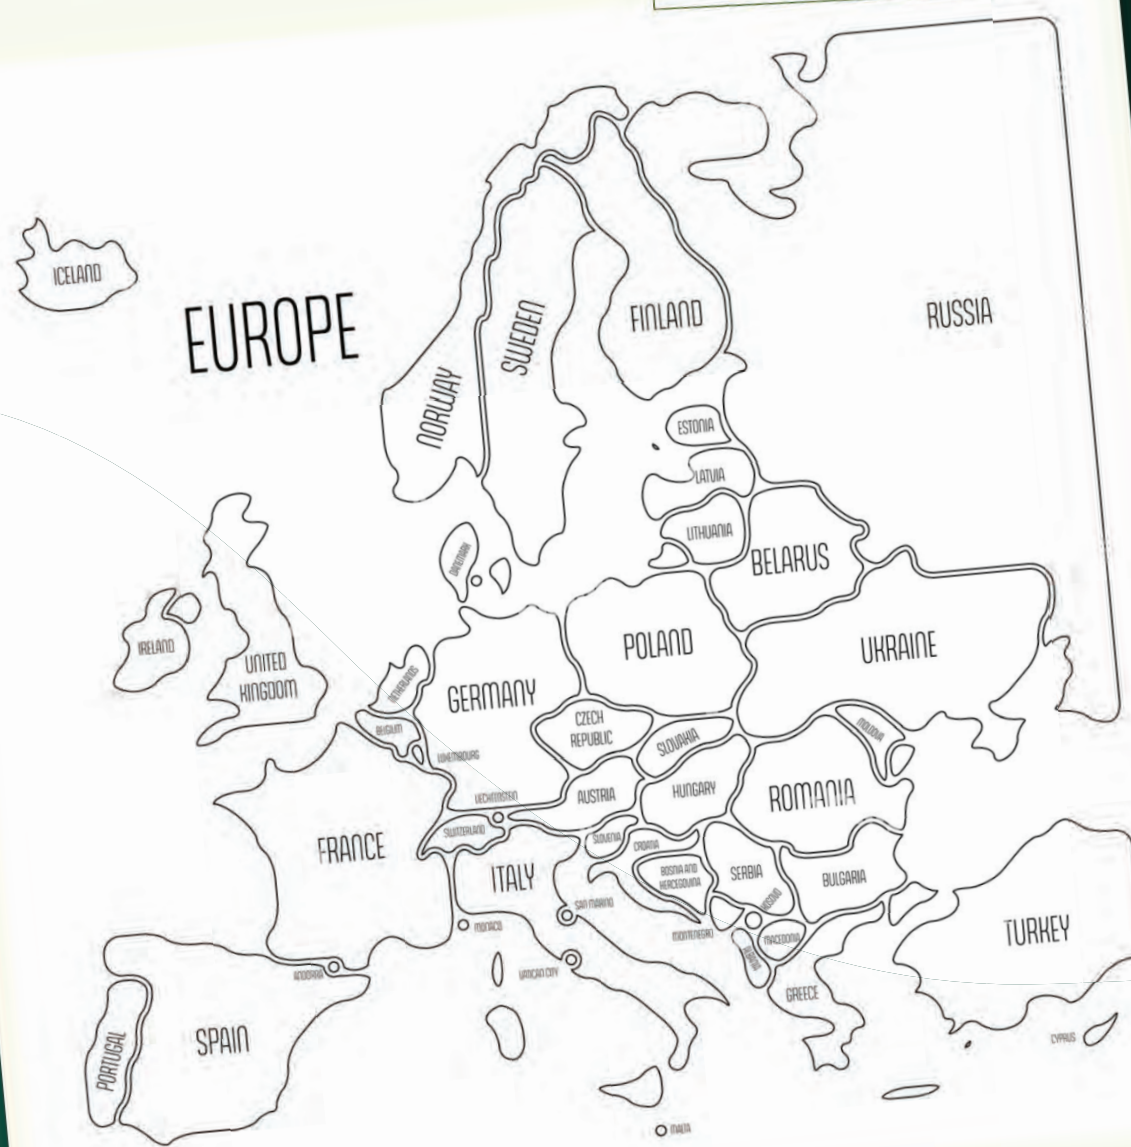 ICELAND
EUROPE
NORWAY
SWEDEN
FINLAND
RUSSIA
ESTONIA
LATVIA
LITHUANIA
BELARUS
DENMARK
IRELAND
UNITED
KINGDOM
NETHERLANDS
BELGIUM
LUXEMBOURG
GERMANY
POLAND
UKRAINE
CZECH
REPUBLIC
SLOVAKIA
MOLDOVA
LIECHTENSTEIN
AUSTRIA
HUNGARY
ROMANIA
FRANCE
SWITZERLAND
SLOVENIA
CROATIA
ITALY
BOSNIA AND
HERCEGOVINA
SERBIA
BULGARIA
KOSOVO
SAN MARINO
MONACO
MONTENEGRO
MACEDONIA
ALBANIA
TURKEY
ANDORRA
VATICAN CITY
GREECE
PORTUGAL
SPAIN
CYPRUS
MALTA